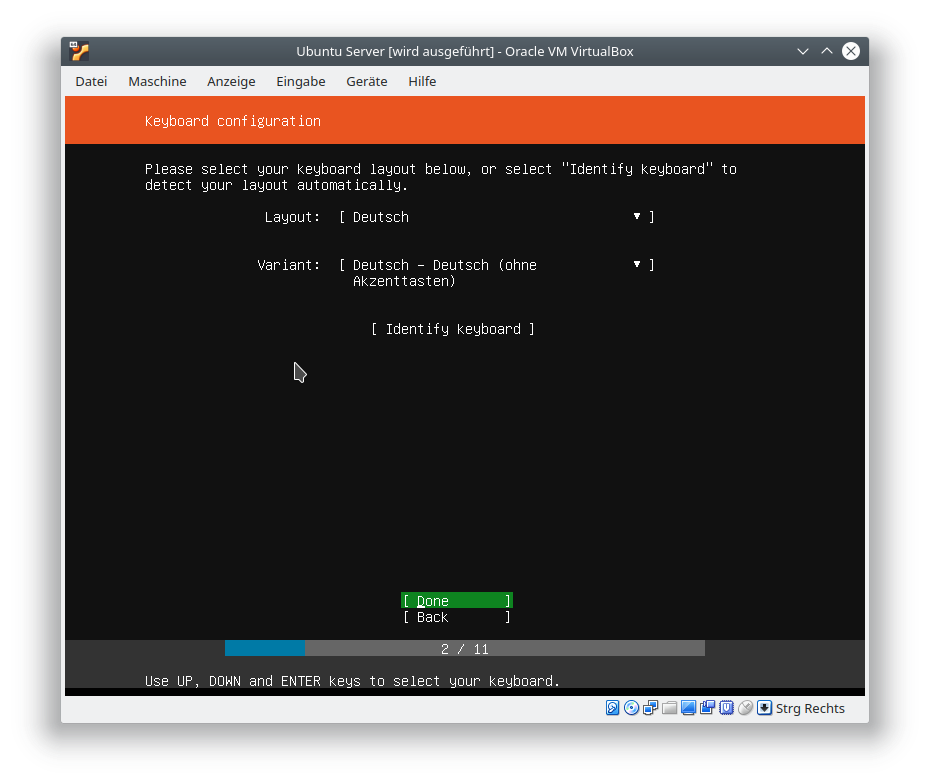 Ubuntu Server [wird ausgeführt] - Oracle VM VirtualBox
Datei Maschine Anzeige Eingabe Geräte Hilfe
Keyboard configuration
Please select your keyboard layout below, or select "Identify keyboard" to
detect your layout automatically.
Layout: [ Deutsch ▾ ]
Variant: [ Deutsch – Deutsch (ohne ▾ ]
Akzenttasten)
[ Identify keyboard ]
[ Done ]
[ Back ]
2 / 11
Use UP, DOWN and ENTER keys to select your keyboard.
Strg Rechts